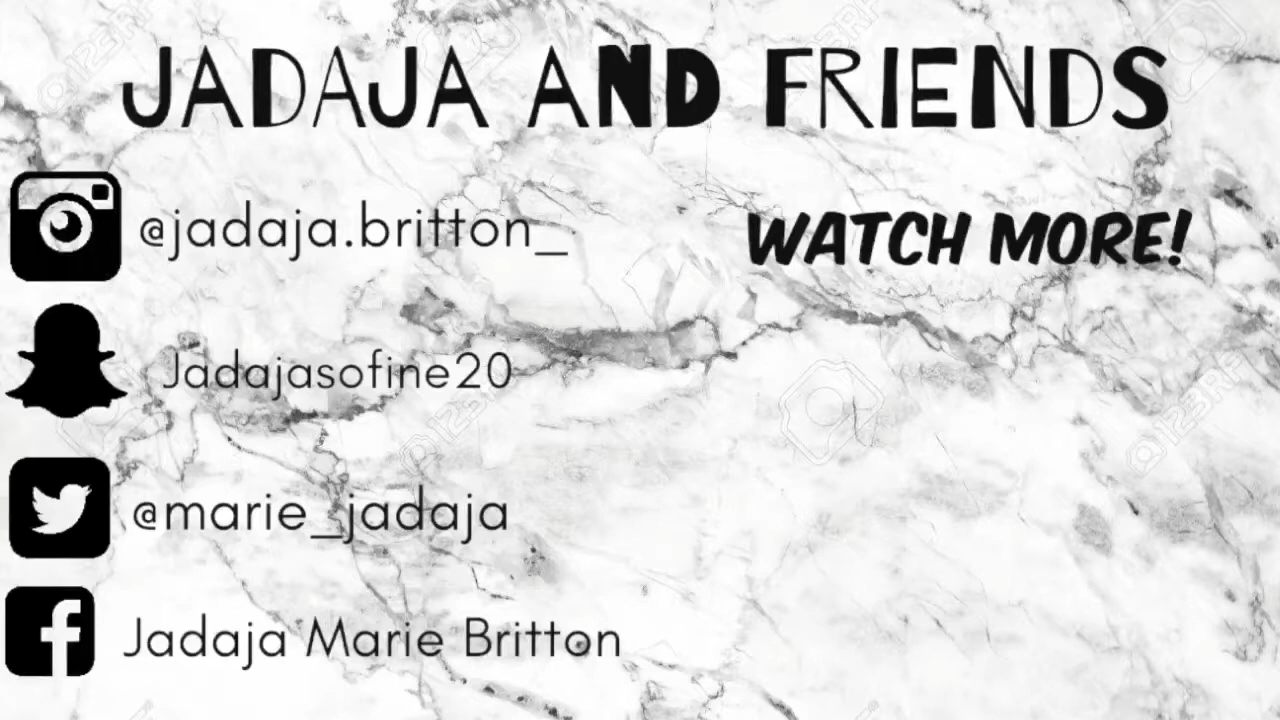 JADAJA AND FRIENDS
@jadaja.britton_
WATCH MORE!
Jadajasofine20
@marie_jadaja
Jadaja Marie Britton